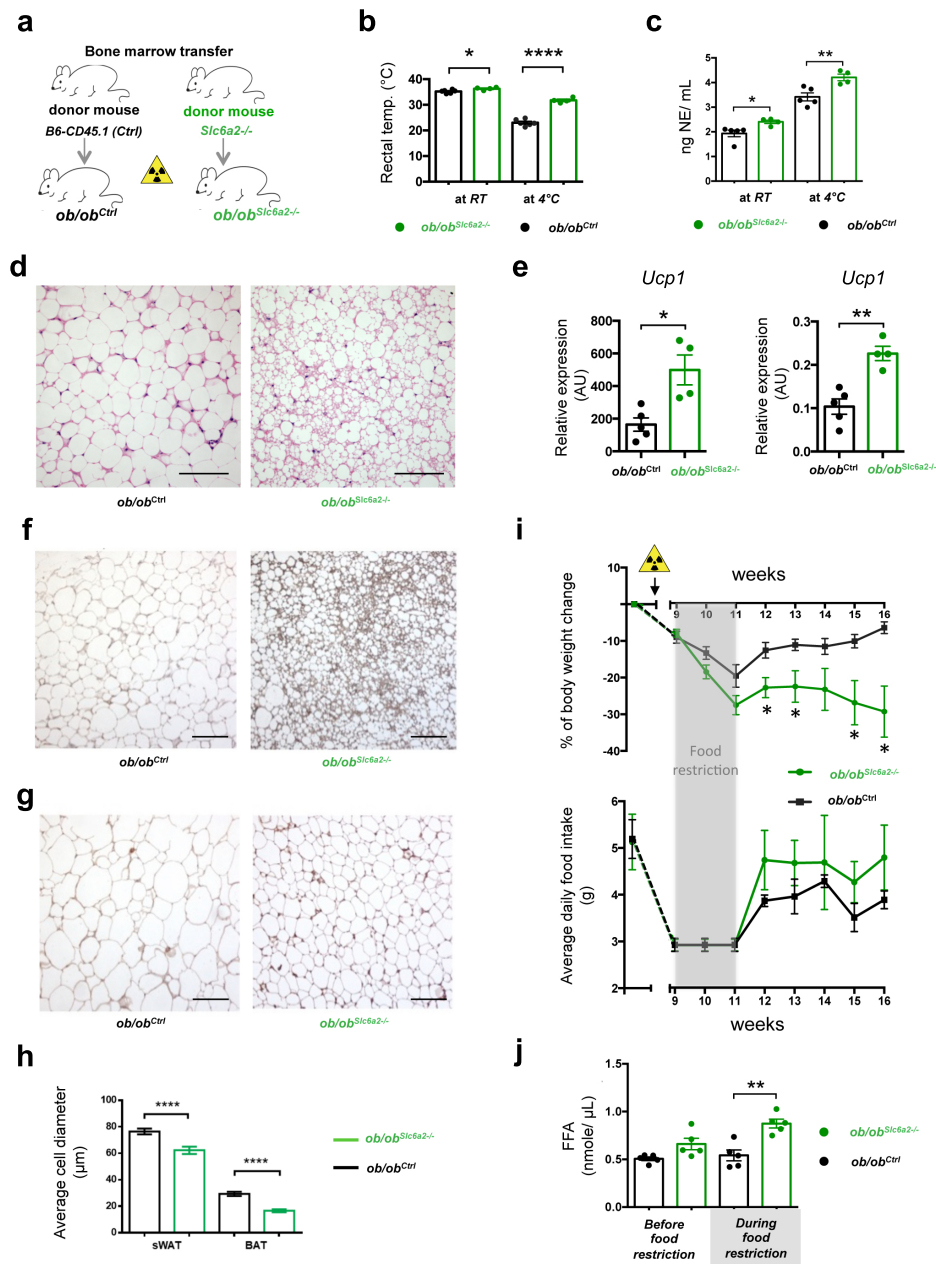 a
Bone marrow transfer
donor mouse
donor mouse
B6-CD45.1 (Ctrl)
Slc6a2-/-
ob/obCtrl
ob/obSlc6a2-/-
b
*
****
Rectal temp. (°C)
40
30
20
10
0
at RT
at 4°C
ob/obSlc6a2-/-
ob/obCtrl
c
*
**
ng NE/ mL
5
4
3
2
1
0
at RT
at 4°C
ob/obSlc6a2-/-
ob/obCtrl
d
ob/obCtrl
ob/obSlc6a2-/-
e
Ucp1
*
Relative expression
(AU)
800
600
400
200
0
ob/obCtrl
ob/obSlc6a2-/-
Ucp1
**
Relative expression
(AU)
0.3
0.2
0.1
0.0
ob/obCtrl
ob/obSlc6a2-/-
f
ob/obCtrl
ob/obSlc6a2-/-
g
ob/obCtrl
ob/obSlc6a2-/-
h
Average cell diameter
(µm)
100
80
60
40
20
0
****
****
sWAT
BAT
ob/obSlc6a2-/-
ob/obCtrl
i
weeks
9 10 11 12 13 14 15 16
% of body weight change
0
-10
-20
-30
-40
* * * *
Food
restriction
ob/obSlc6a2-/-
ob/obCtrl
Average daily food intake
(g)
6
5
4
3
2
9 10 11 12 13 14 15 16
weeks
j
FFA
(nmole/ µL)
1.5
1.0
0.5
0.0
**
Before
food
restriction
During
food
restriction
ob/obSlc6a2-/-
ob/obCtrl